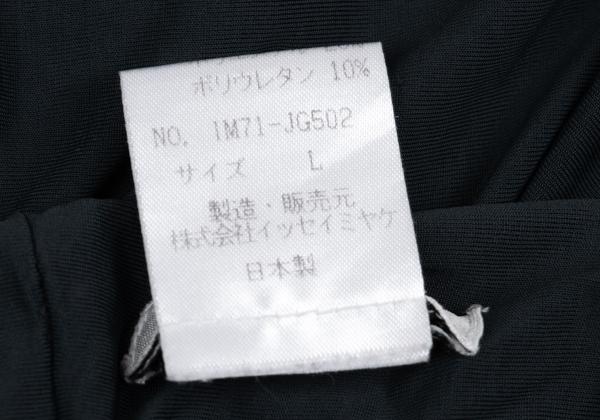 ポリウレタン 10%
NO. IM71-JG502
サイズ L
製造・販売元
株式会社イッセイミヤケ
日本製